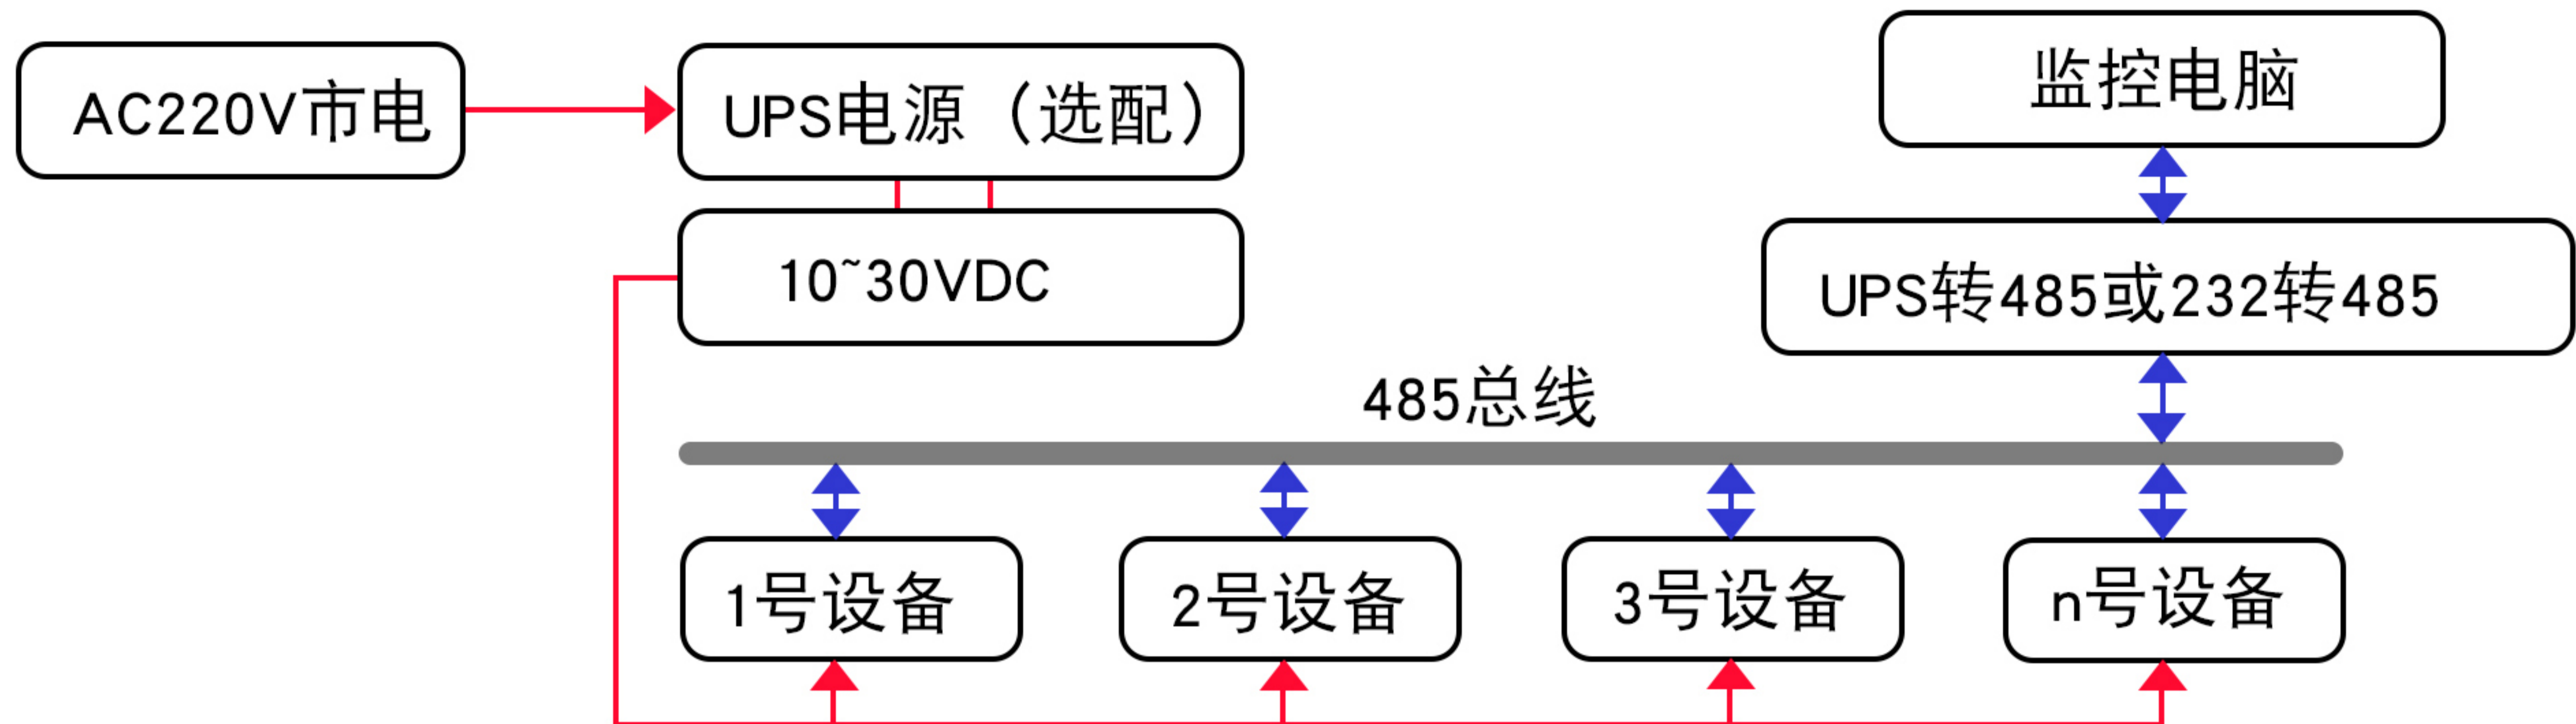 AC220V市电
UPS电源（选配）
监控电脑
10~30VDC
UPS转485或232转485
485总线
1号设备
2号设备
3号设备
n号设备